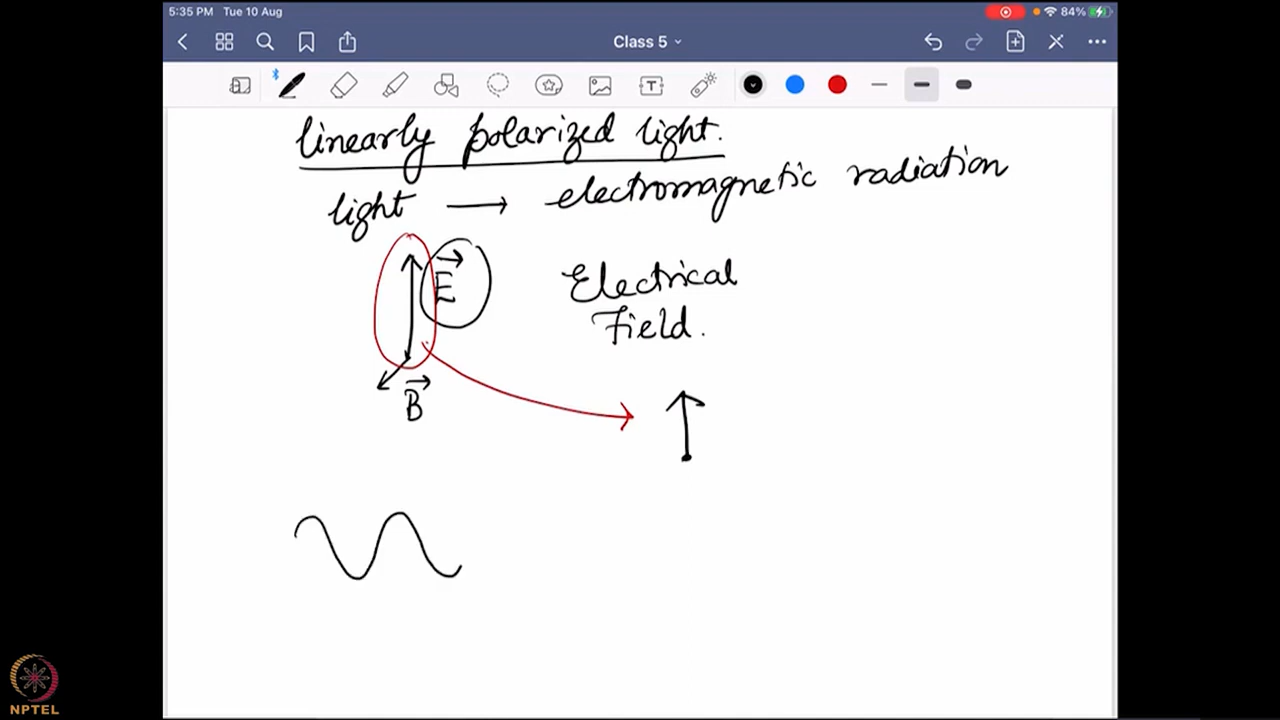 5:35 PM Tue 10 Aug
84%
Class 5
T
linearly polarized light.
light → electromagnetic radiation
E
Electrical
Field.
B
NPTEL